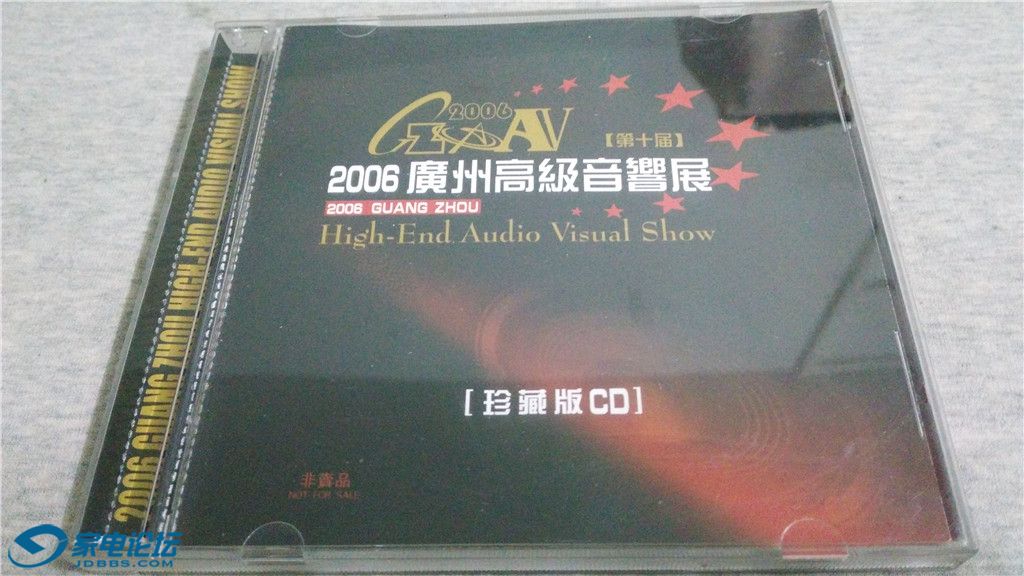 2006 GUANG ZHOU HIGH-END AUDIO VISUAL SHOW
2006
AV
【第十届】
2006 廣州高級音響展
2006 GUANG ZHOU
High-End Audio Visual Show
[珍藏版CD]
非賣品
NOT FOR SALE
家电论坛
JDBBS.COM